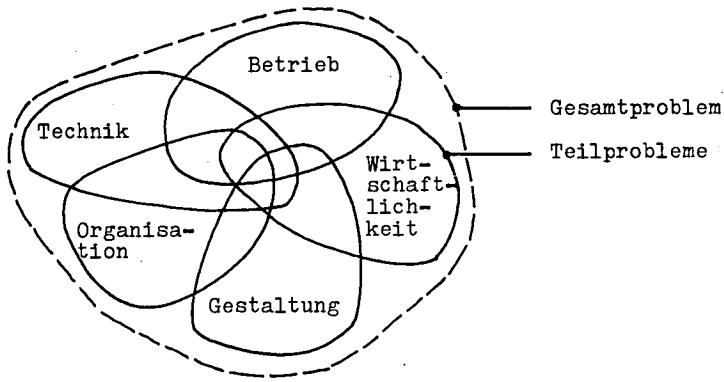 Betrieb
Gesamtproblem
Technik
Teilprobleme
Wirt-
schaft-
lich-
keit
Organisa-
tion
Gestaltung